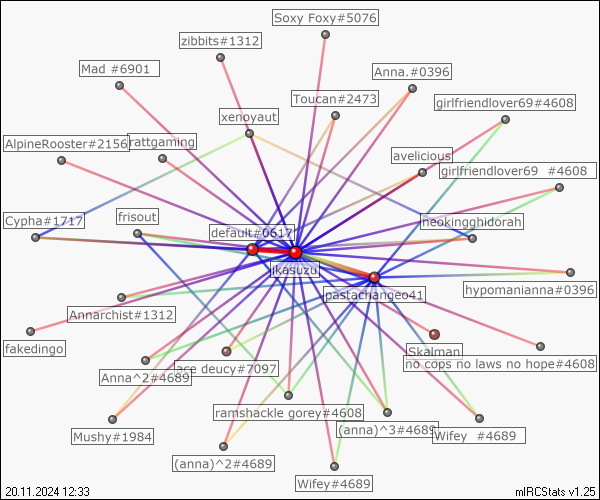 Soxy Foxy#5076
zibbits#1312
Mad #6901
Anna.#0396
Toucan#2473
girlfriendlover69#4608
xenoyaut
AlpineRooster#2156
rattgaming
avelicious
girlfriendlover69 #4608
Cypha#1717
frisout
default#0617
neokingghidorah
jkasuzu
pastachangeo41
hypomanianna#0396
Annarchist#1312
fakedingo
Skalman
ace deucy#7097
no cops no laws no hope#4608
Anna^2#4689
ramshackle gorey#4608
Mushy#1984
(anna)^3#4689
Wifey #4689
(anna)^2#4689
Wifey#4689
20.11.2024 12:33
mIRCStats v1.25